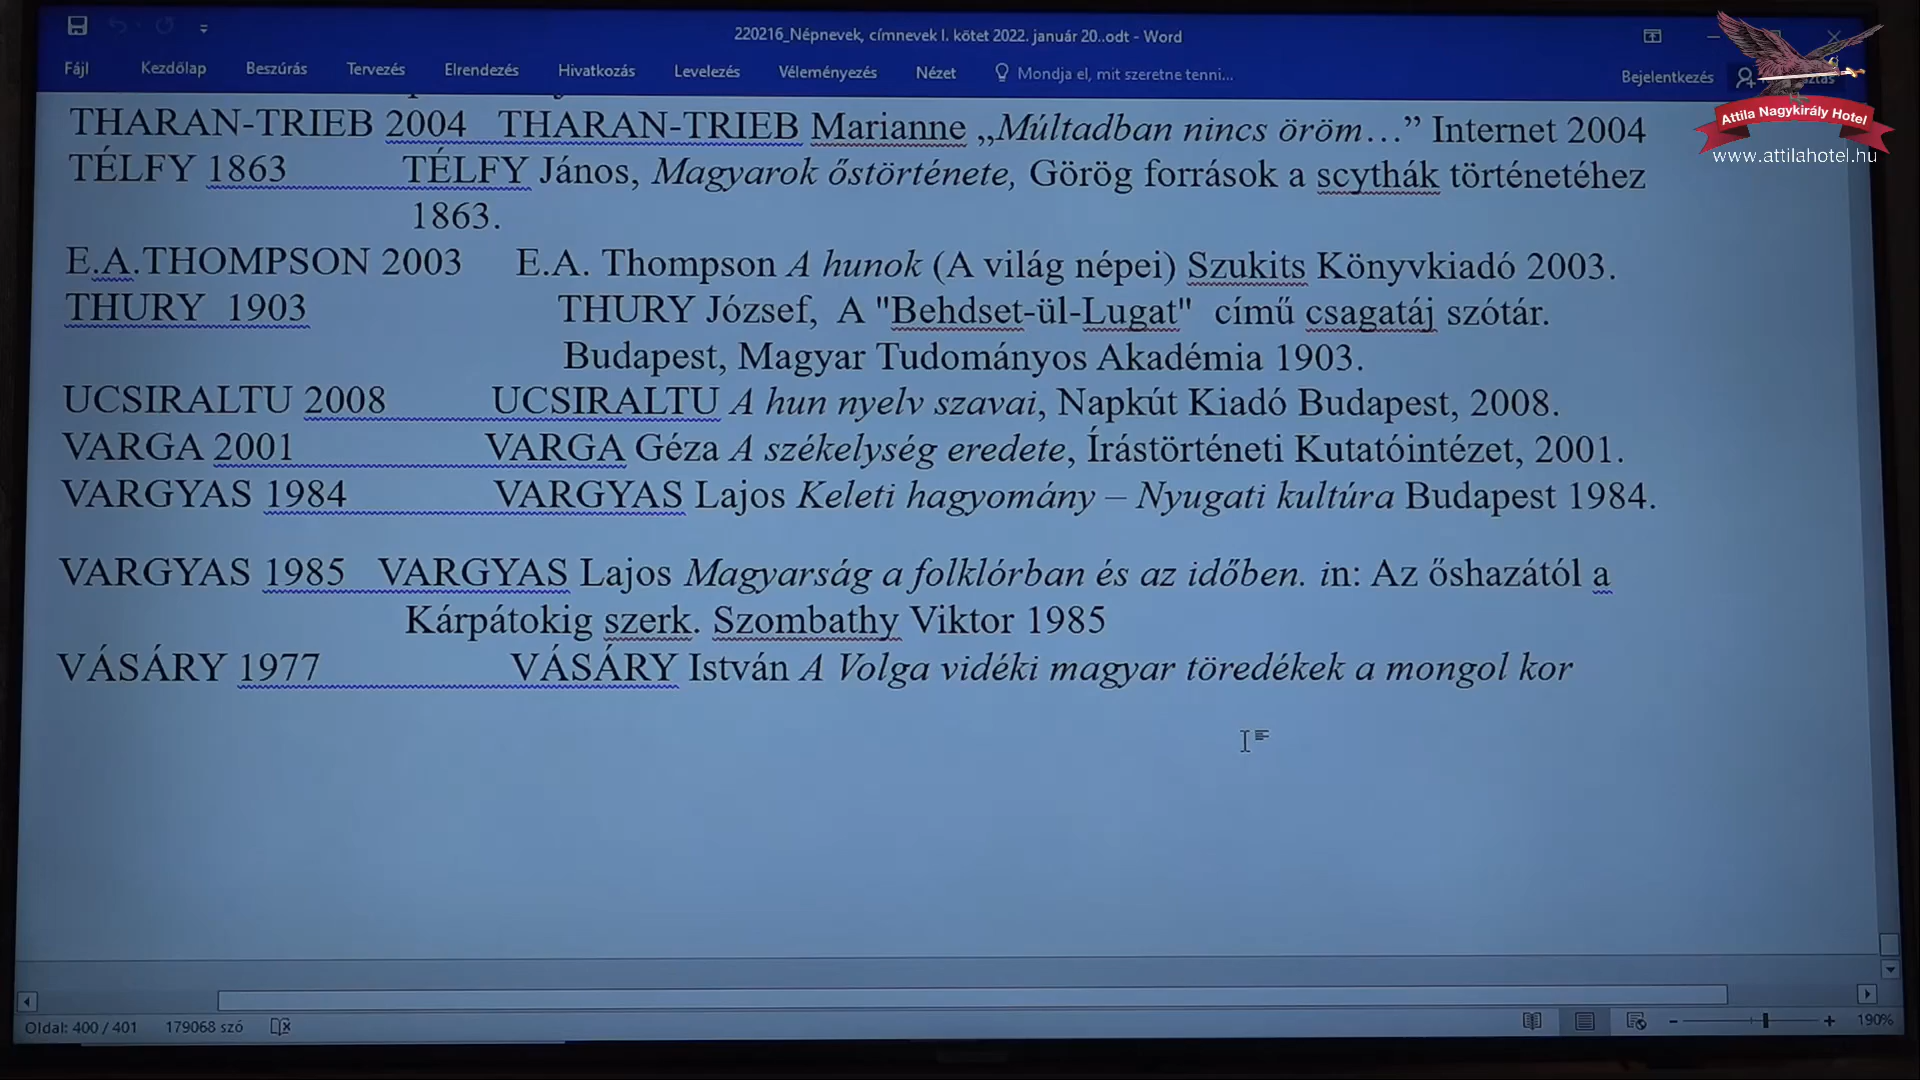 220216_Népnevek, címnevek I. kötet 2022. január 20..odt - Word
Fájl Kezdőlap Beszúrás Tervezés Elrendezés Hivatkozás Levelezés Véleményezés Nézet Mondja el, mit szeretne tenni... Bejelentkezés
Attila Nagykirály Hotel
www.attilahotel.hu
THARAN-TRIEB 2004 THARAN-TRIEB Marianne „Múltadban nincs öröm…” Internet 2004
TÉLFY 1863 TÉLFY János, Magyarok őstörténete, Görög források a scythák történetéhez
1863.
E.A.THOMPSON 2003 E.A. Thompson A hunok (A világ népei) Szukits Könyvkiadó 2003.
THURY 1903 THURY József, A "Behdset-ül-Lugat" című csagatáj szótár.
Budapest, Magyar Tudományos Akadémia 1903.
UCSIRALTU 2008 UCSIRALTU A hun nyelv szavai, Napkút Kiadó Budapest, 2008.
VARGA 2001 VARGA Géza A székelység eredete, Írástörténeti Kutatóintézet, 2001.
VARGYAS 1984 VARGYAS Lajos Keleti hagyomány – Nyugati kultúra Budapest 1984.
VARGYAS 1985 VARGYAS Lajos Magyarság a folklórban és az időben. in: Az őshazától a
Kárpátokig szerk. Szombathy Viktor 1985
VÁSÁRY 1977 VÁSÁRY István A Volga vidéki magyar töredékek a mongol kor
Oldal: 400 / 401 179068 szó 190%